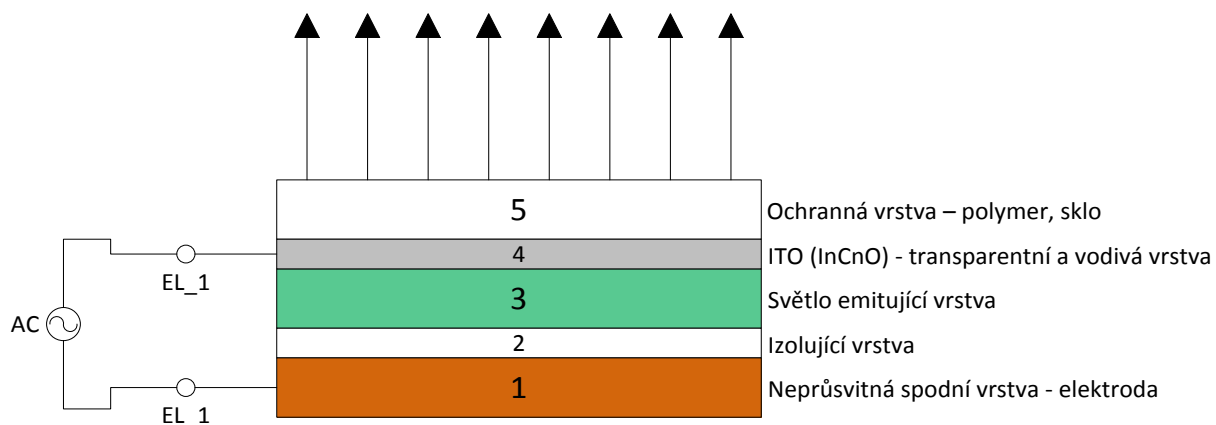 5
Ochranná vrstva – polymer, sklo
4
ITO (InCnO) - transparentní a vodivá vrstva
EL_1
3
Světlo emitující vrstva
AC
2
Izolující vrstva
1
Neprůsvitná spodní vrstva - elektroda
EL_1